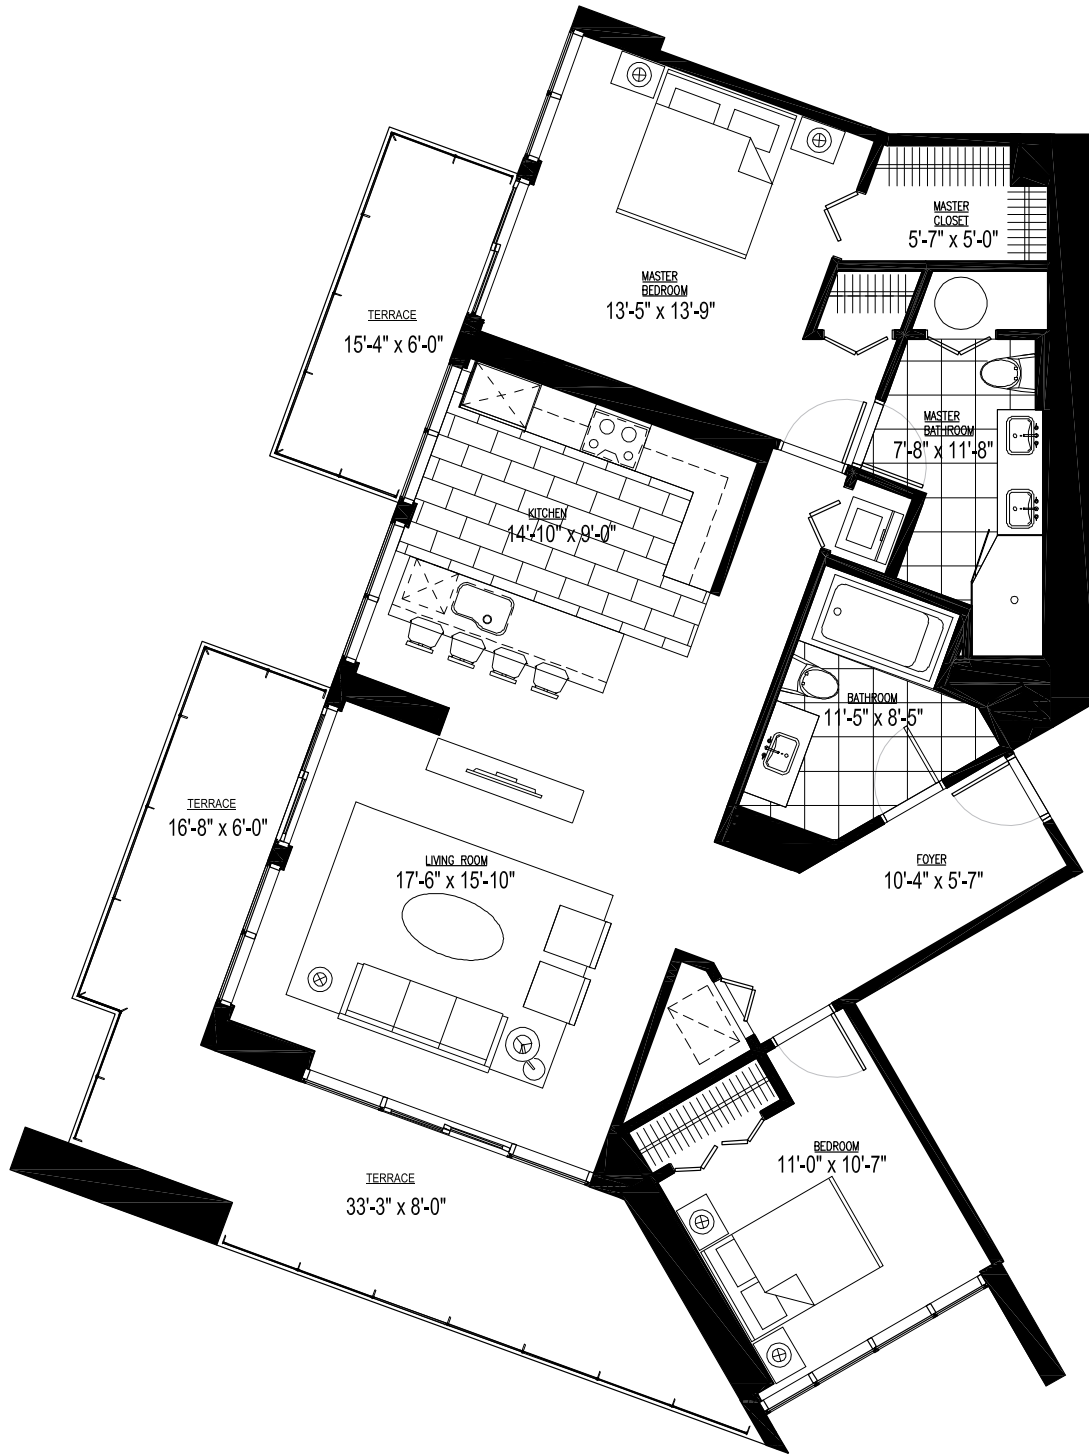 MASTER
CLOSET
5'-7" x 5'-0"
MASTER
BEDROOM
13'-5" x 13'-9"
TERRACE
15'-4" x 6'-0"
MASTER
BATHROOM
7'-8" x 11'-8"
KITCHEN
14'-10" x 9'-0"
BATHROOM
11'-5" x 8'-5"
TERRACE
16'-8" x 6'-0"
LIVING ROOM
17'-6" x 15'-10"
FOYER
10'-4" x 5'-7"
BEDROOM
11'-0" x 10'-7"
TERRACE
33'-3" x 8'-0"